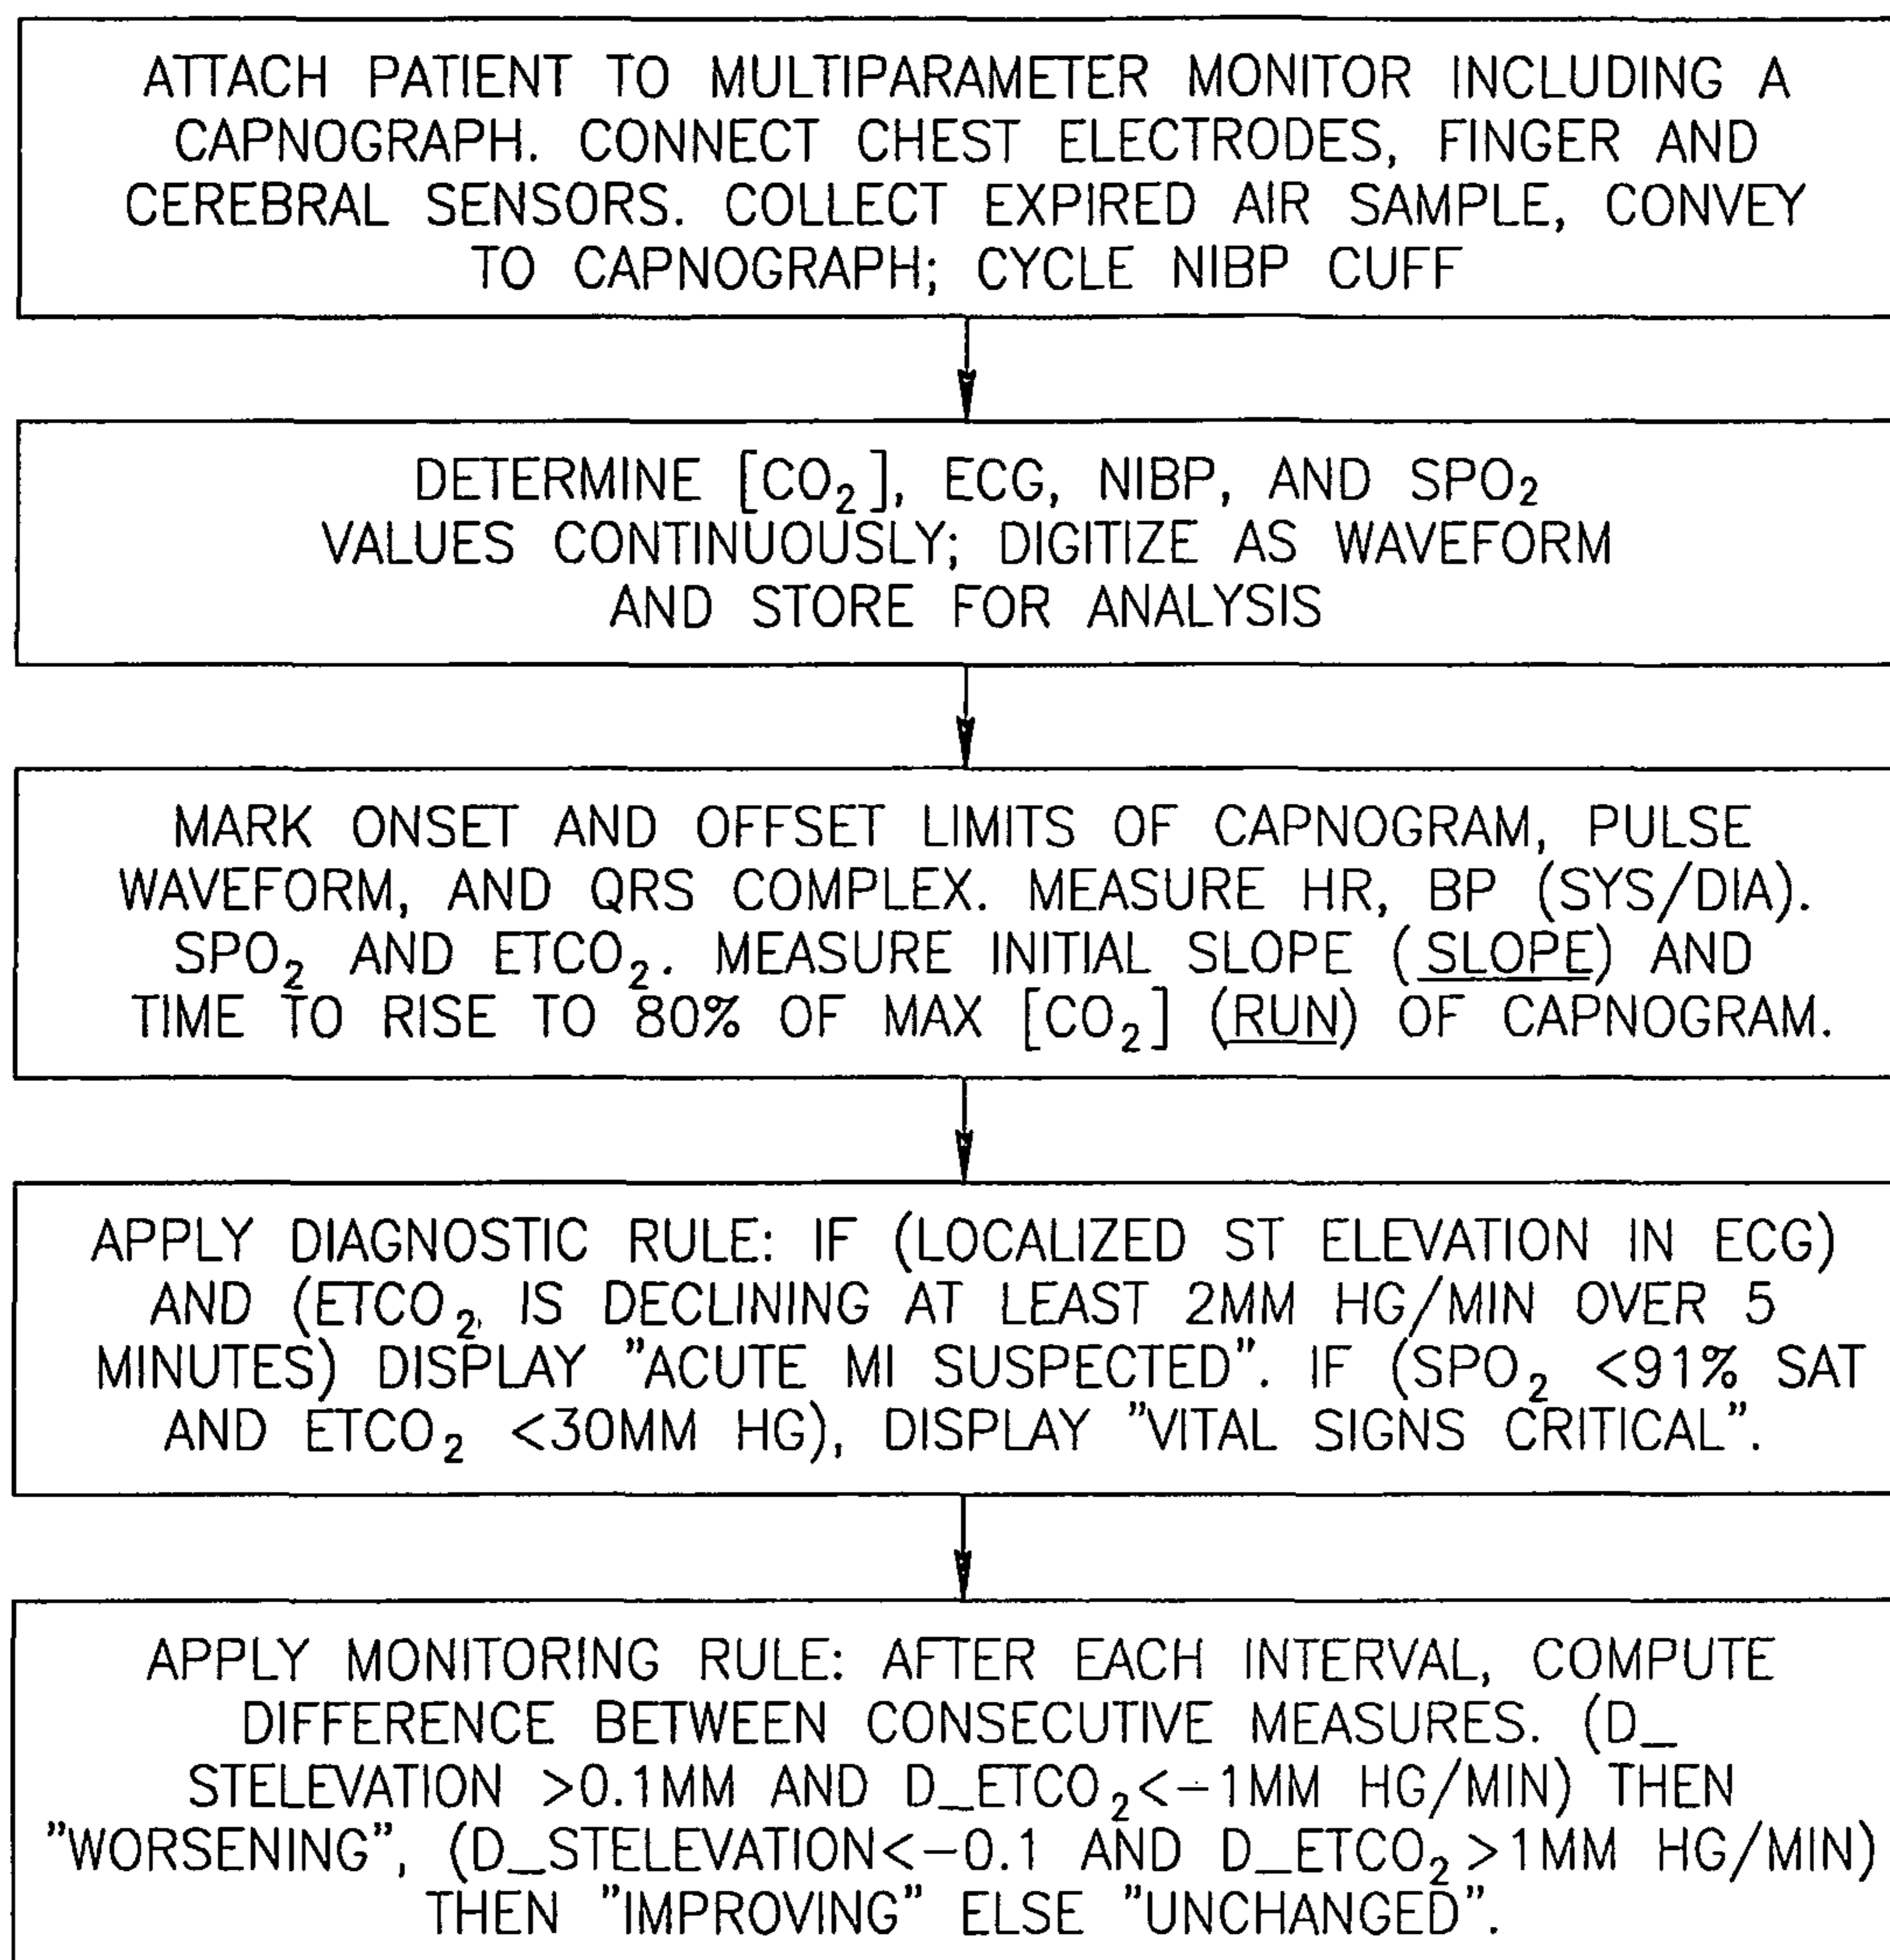 ATTACH PATIENT TO MULTIPARAMETER MONITOR INCLUDING A
CAPNOGRAPH. CONNECT CHEST ELECTRODES, FINGER AND
CEREBRAL SENSORS. COLLECT EXPIRED AIR SAMPLE, CONVEY
TO CAPNOGRAPH; CYCLE NIBP CUFF
DETERMINE [CO₂], ECG, NIBP, AND SPO₂
VALUES CONTINUOUSLY; DIGITIZE AS WAVEFORM
AND STORE FOR ANALYSIS
MARK ONSET AND OFFSET LIMITS OF CAPNOGRAM, PULSE
WAVEFORM, AND QRS COMPLEX. MEASURE HR, BP (SYS/DIA).
SPO₂ AND ETCO₂. MEASURE INITIAL SLOPE (SLOPE) AND
TIME TO RISE TO 80% OF MAX [CO₂] (RUN) OF CAPNOGRAM.
APPLY DIAGNOSTIC RULE: IF (LOCALIZED ST ELEVATION IN ECG)
AND (ETCO₂ IS DECLINING AT LEAST 2MM HG/MIN OVER 5
MINUTES) DISPLAY "ACUTE MI SUSPECTED". IF (SPO₂ <91% SAT
AND ETCO₂ <30MM HG), DISPLAY "VITAL SIGNS CRITICAL".
APPLY MONITORING RULE: AFTER EACH INTERVAL, COMPUTE
DIFFERENCE BETWEEN CONSECUTIVE MEASURES. (D_
STELEVATION >0.1MM AND D_ETCO₂<-1MM HG/MIN) THEN
"WORSENING", (D_STELEVATION<-0.1 AND D_ETCO₂>1MM HG/MIN)
THEN "IMPROVING" ELSE "UNCHANGED".